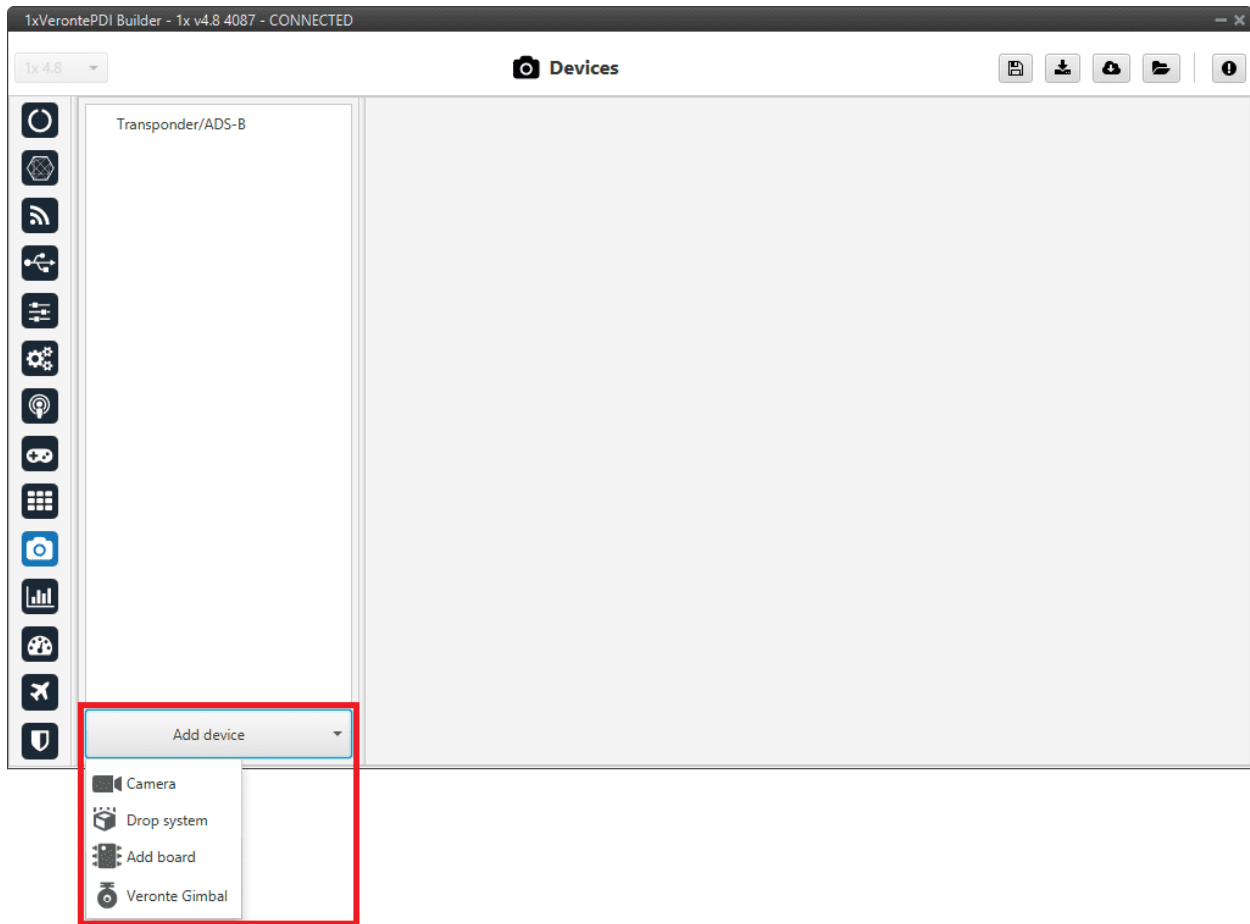 1xVerontePDI Builder - 1x v4.8 4087 - CONNECTED
1x 4.8
Devices
Transponder/ADS-B
Add device
Camera
Drop system
Add board
Veronte Gimbal